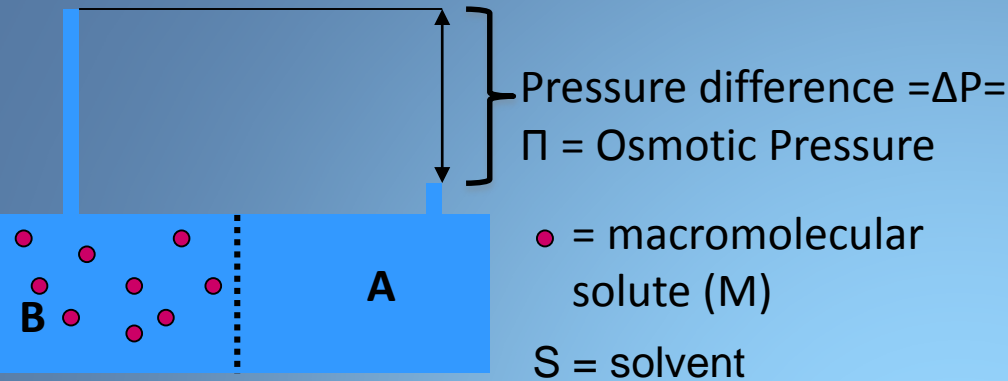 Pressure difference =ΔP=
Π = Osmotic Pressure
= macromolecular
solute (M)
S = solvent
A
B